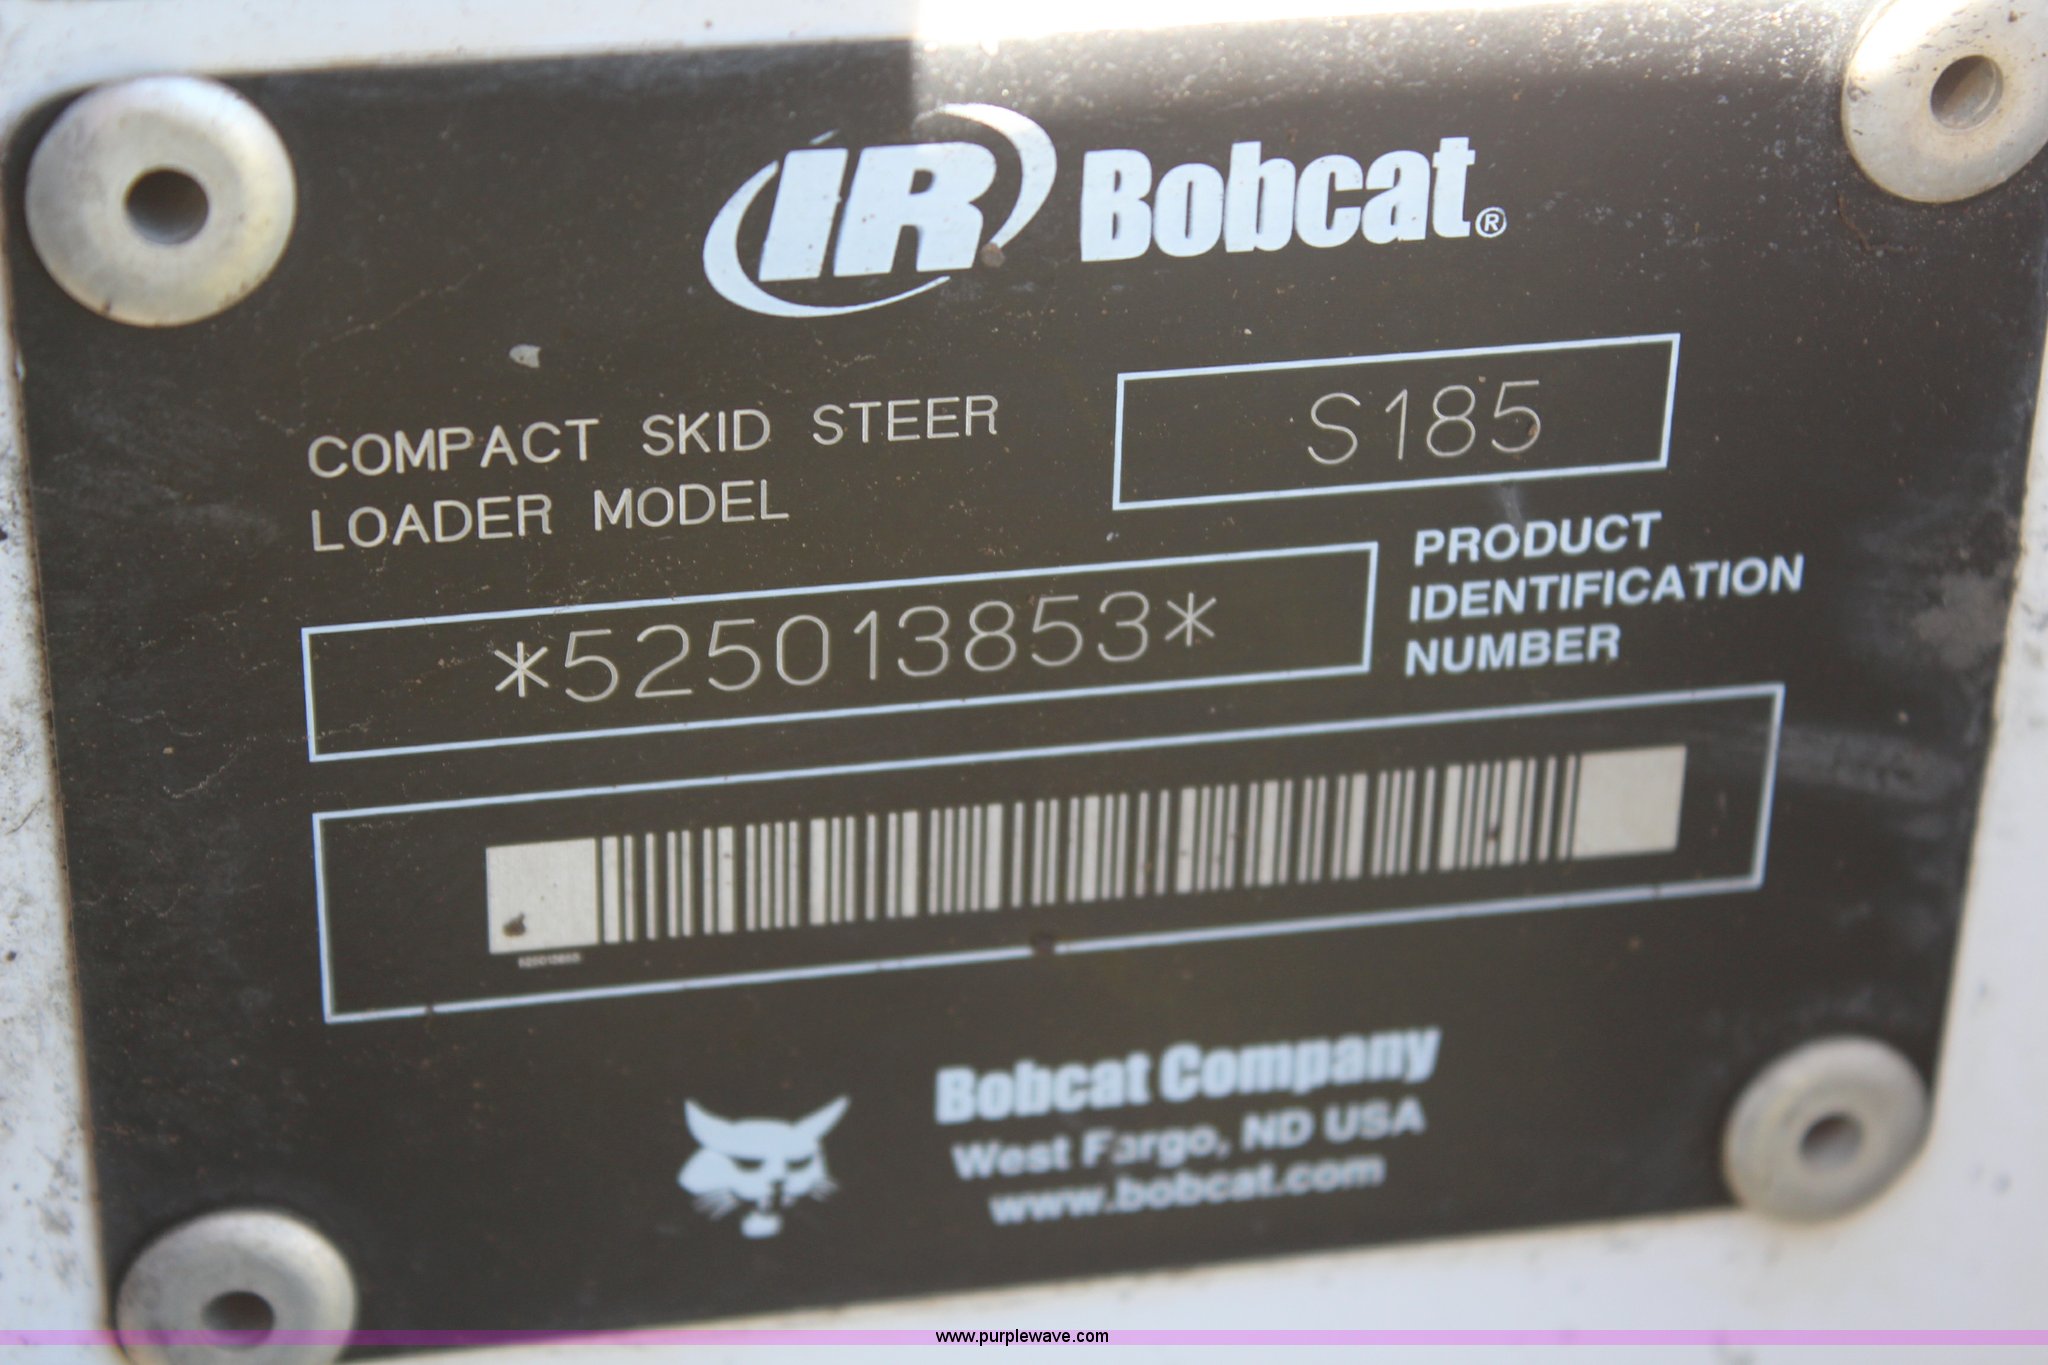 IR Bobcat®
COMPACT SKID STEER
LOADER MODEL
S185
*525013853*
PRODUCT
IDENTIFICATION
NUMBER
Bobcat Company
West Fargo, ND USA
www.bobcat.com
www.purplewave.com